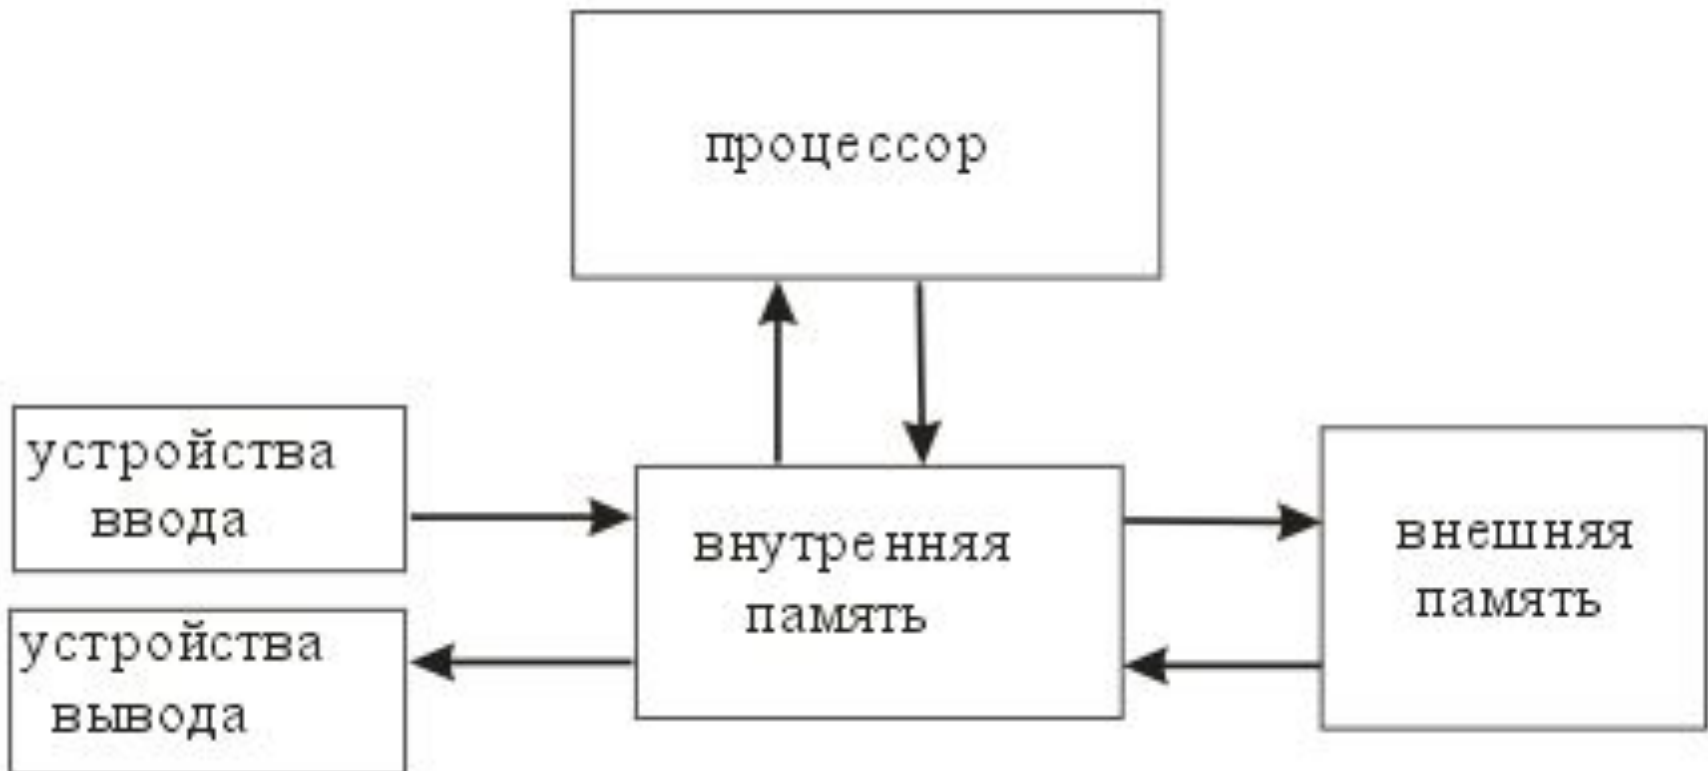 процессор
устройства
ввода
внутренняя
память
внешняя
память
устройства
вывода